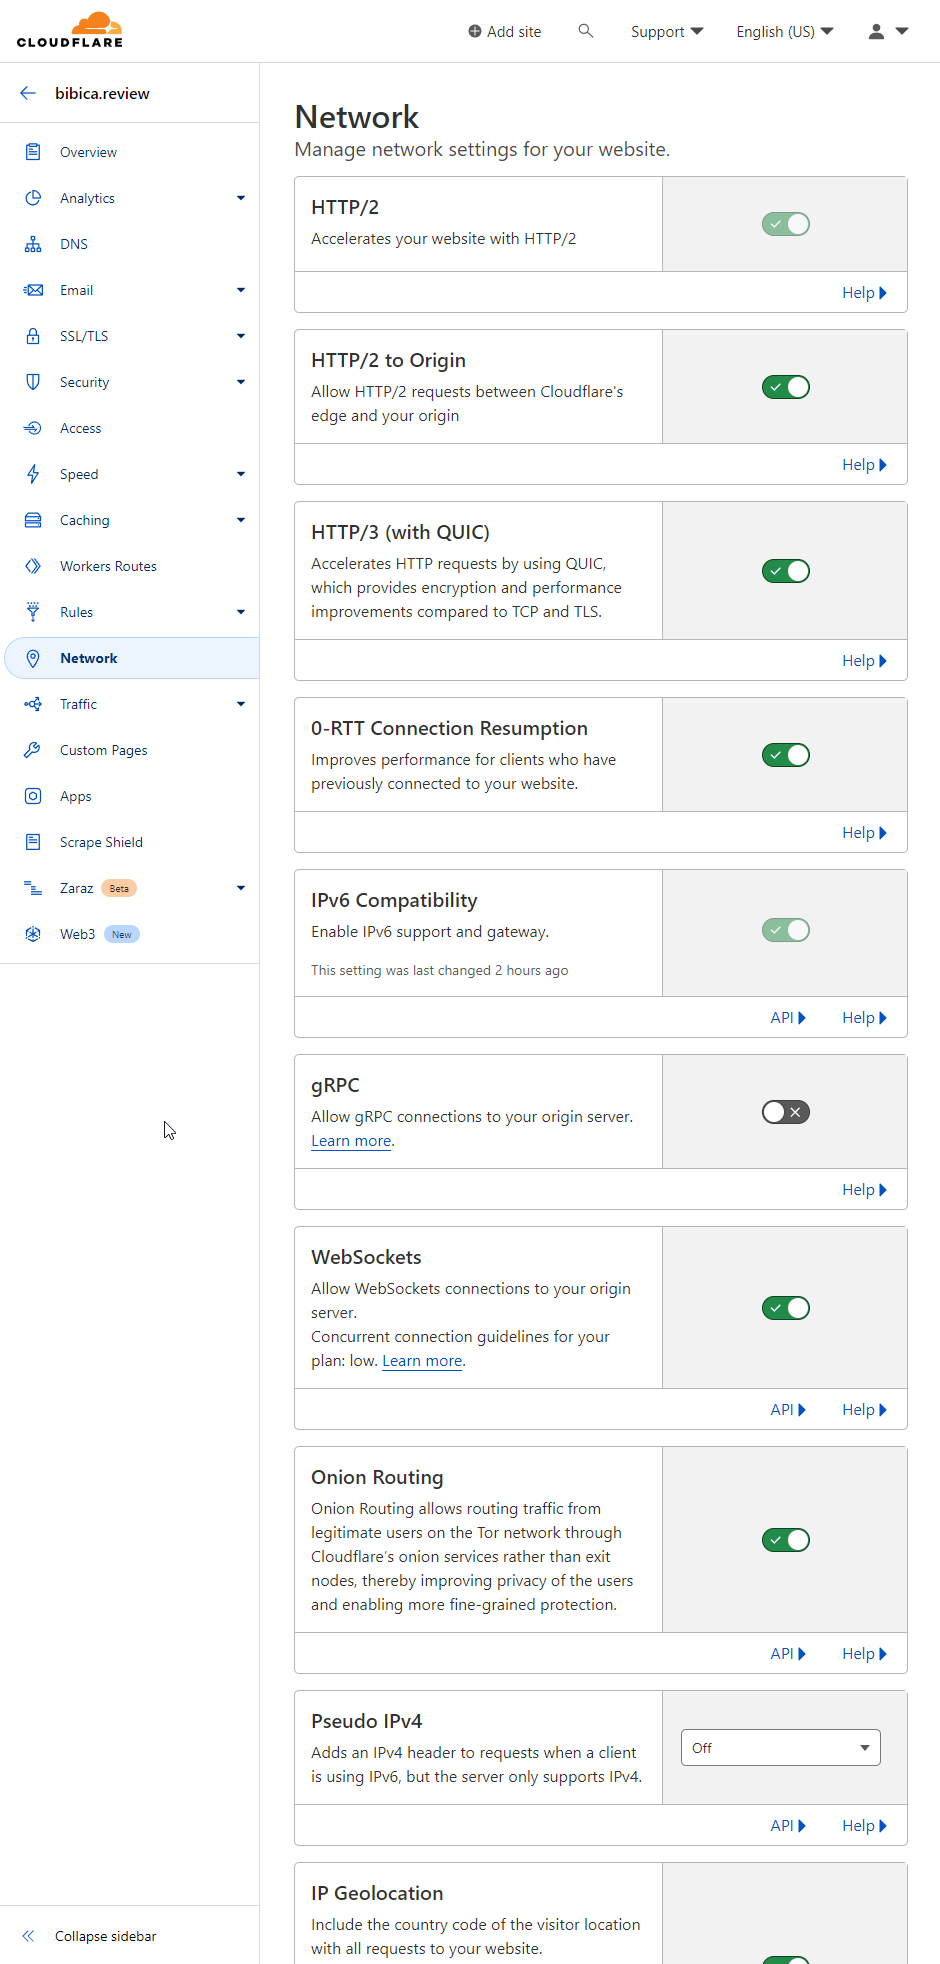 CLOUDFLARE
Add site
Support
English (US)
bibica.review
Overview
Analytics
DNS
Email
SSL/TLS
Security
Access
Speed
Caching
Workers Routes
Rules
Network
Traffic
Custom Pages
Apps
Scrape Shield
Zaraz Beta
Web3 New
Collapse sidebar
Network
Manage network settings for your website.
HTTP/2
Accelerates your website with HTTP/2
Help
HTTP/2 to Origin
Allow HTTP/2 requests between Cloudflare's
edge and your origin
Help
HTTP/3 (with QUIC)
Accelerates HTTP requests by using QUIC,
which provides encryption and performance
improvements compared to TCP and TLS.
Help
0-RTT Connection Resumption
Improves performance for clients who have
previously connected to your website.
Help
IPv6 Compatibility
Enable IPv6 support and gateway.
This setting was last changed 2 hours ago
API Help
gRPC
Allow gRPC connections to your origin server.
Learn more.
Help
WebSockets
Allow WebSockets connections to your origin
server.
Concurrent connection guidelines for your
plan: low. Learn more.
API Help
Onion Routing
Onion Routing allows routing traffic from
legitimate users on the Tor network through
Cloudflare’s onion services rather than exit
nodes, thereby improving privacy of the users
and enabling more fine-grained protection.
API Help
Pseudo IPv4
Adds an IPv4 header to requests when a client
is using IPv6, but the server only supports IPv4.
Off
API Help
IP Geolocation
Include the country code of the visitor location
with all requests to your website.